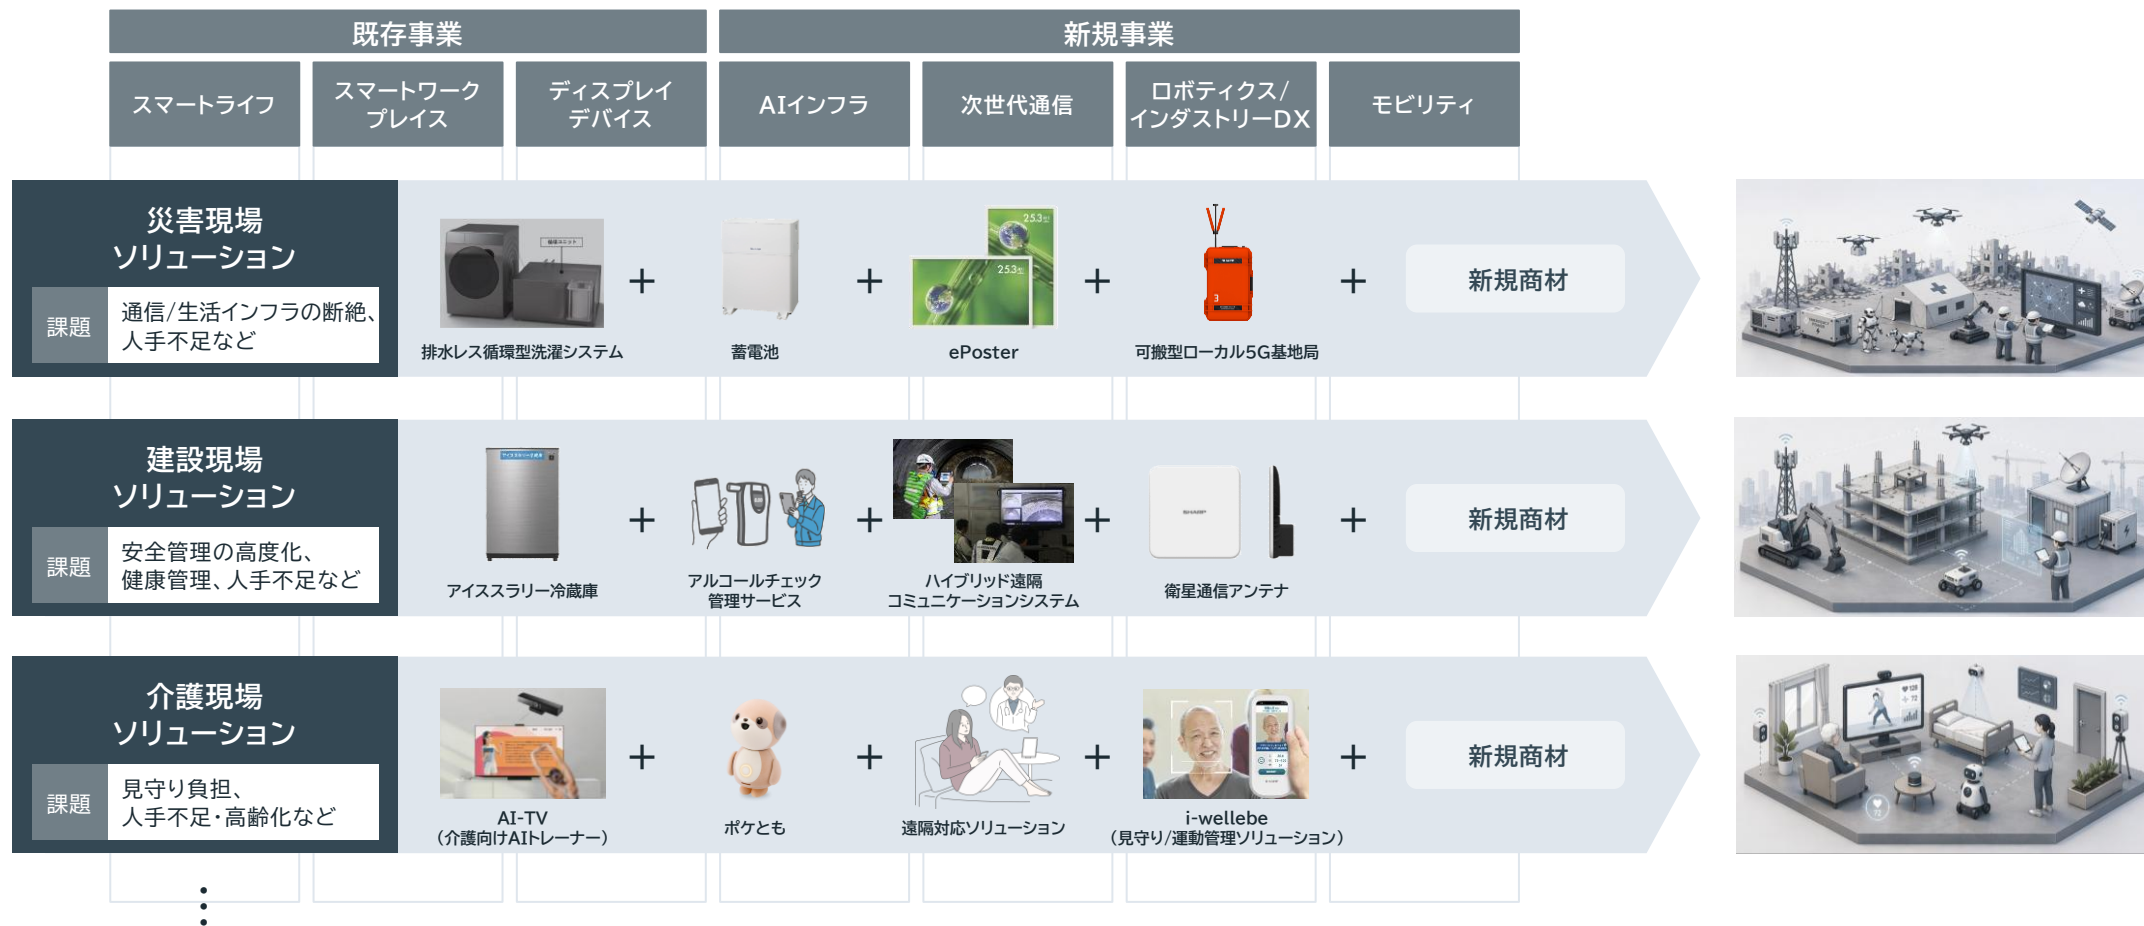 既存事業
新規事業
スマートライフ
スマートワーク
プレイス
ディスプレイ
デバイス
AIインフラ
次世代通信
ロボティクス/
インダストリーDX
モビリティ
災害現場
ソリューション
課題
通信/生活インフラの断絶、
人手不足など
排水レス循環型洗濯システム
+
蓄電池
+
25.3
25.3
ePoster
+
3
可搬型ローカル5G基地局
+
新規商材
建設現場
ソリューション
課題
安全管理の高度化、
健康管理、人手不足など
アイススラリー冷蔵庫
+
アルコールチェック
管理サービス
+
ハイブリッド遠隔
コミュニケーションシステム
+
SHARP
衛星通信アンテナ
+
新規商材
介護現場
ソリューション
課題
見守り負担、
人手不足・高齢化など
AI-TV
（介護向けAIトレーナー）
+
ポケとも
+
遠隔対応ソリューション
+
i-wellebe
（見守り/運動管理ソリューション）
+
新規商材